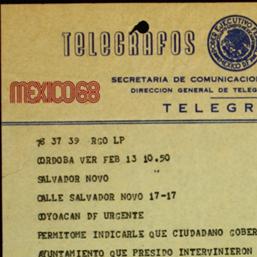 TELEGRAFOS
MEXICO68
SECRETARIA DE COMUNICACIO
DIRECCION GENERAL DE TELEG
TELEGR
78 37 39 RGO LP
CORDOBA VER FEB 13 10.50
SALVADOR NOVO
CALLE SALVADOR NOVO 17-17
COYOACAN DF URGENTE
PERMITOME INDICARLE QUE CIUDADANO GOBER
AYUNTAMIENTO QUE PRESIDO INTERVINIERON